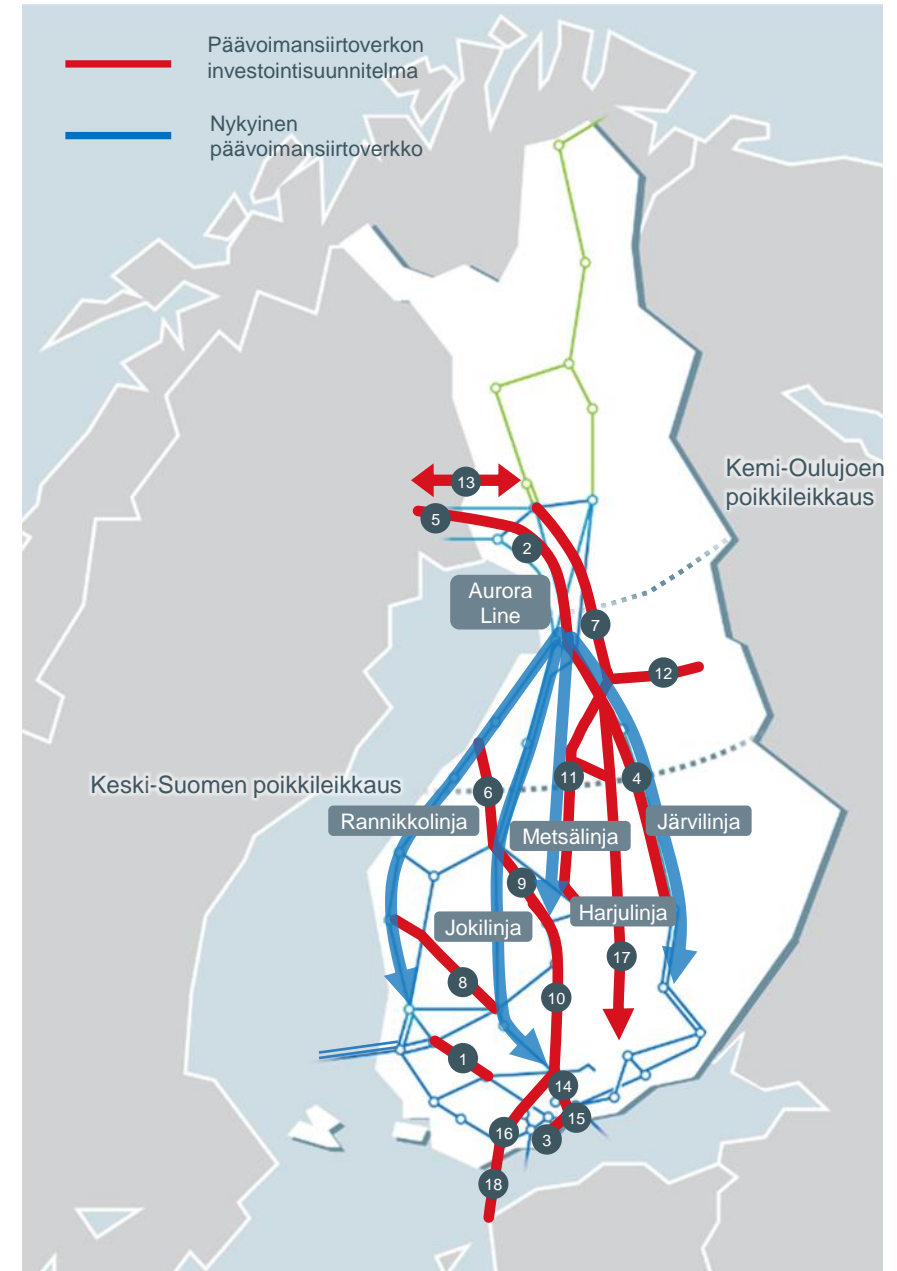 Päävoimansiirtoverkon
investointisuunnitelma
Nykyinen
päävoimansiirtoverkko
13
5
2
Kemi-Oulujoen
poikkileikkaus
Aurora
Line
7
12
Keski-Suomen poikkileikkaus
6
11
4
Rannikkolinja
Metsälinja
Järvilinja
9
Jokilinja
Harjulinja
17
8
10
1
14
15
16
3
18